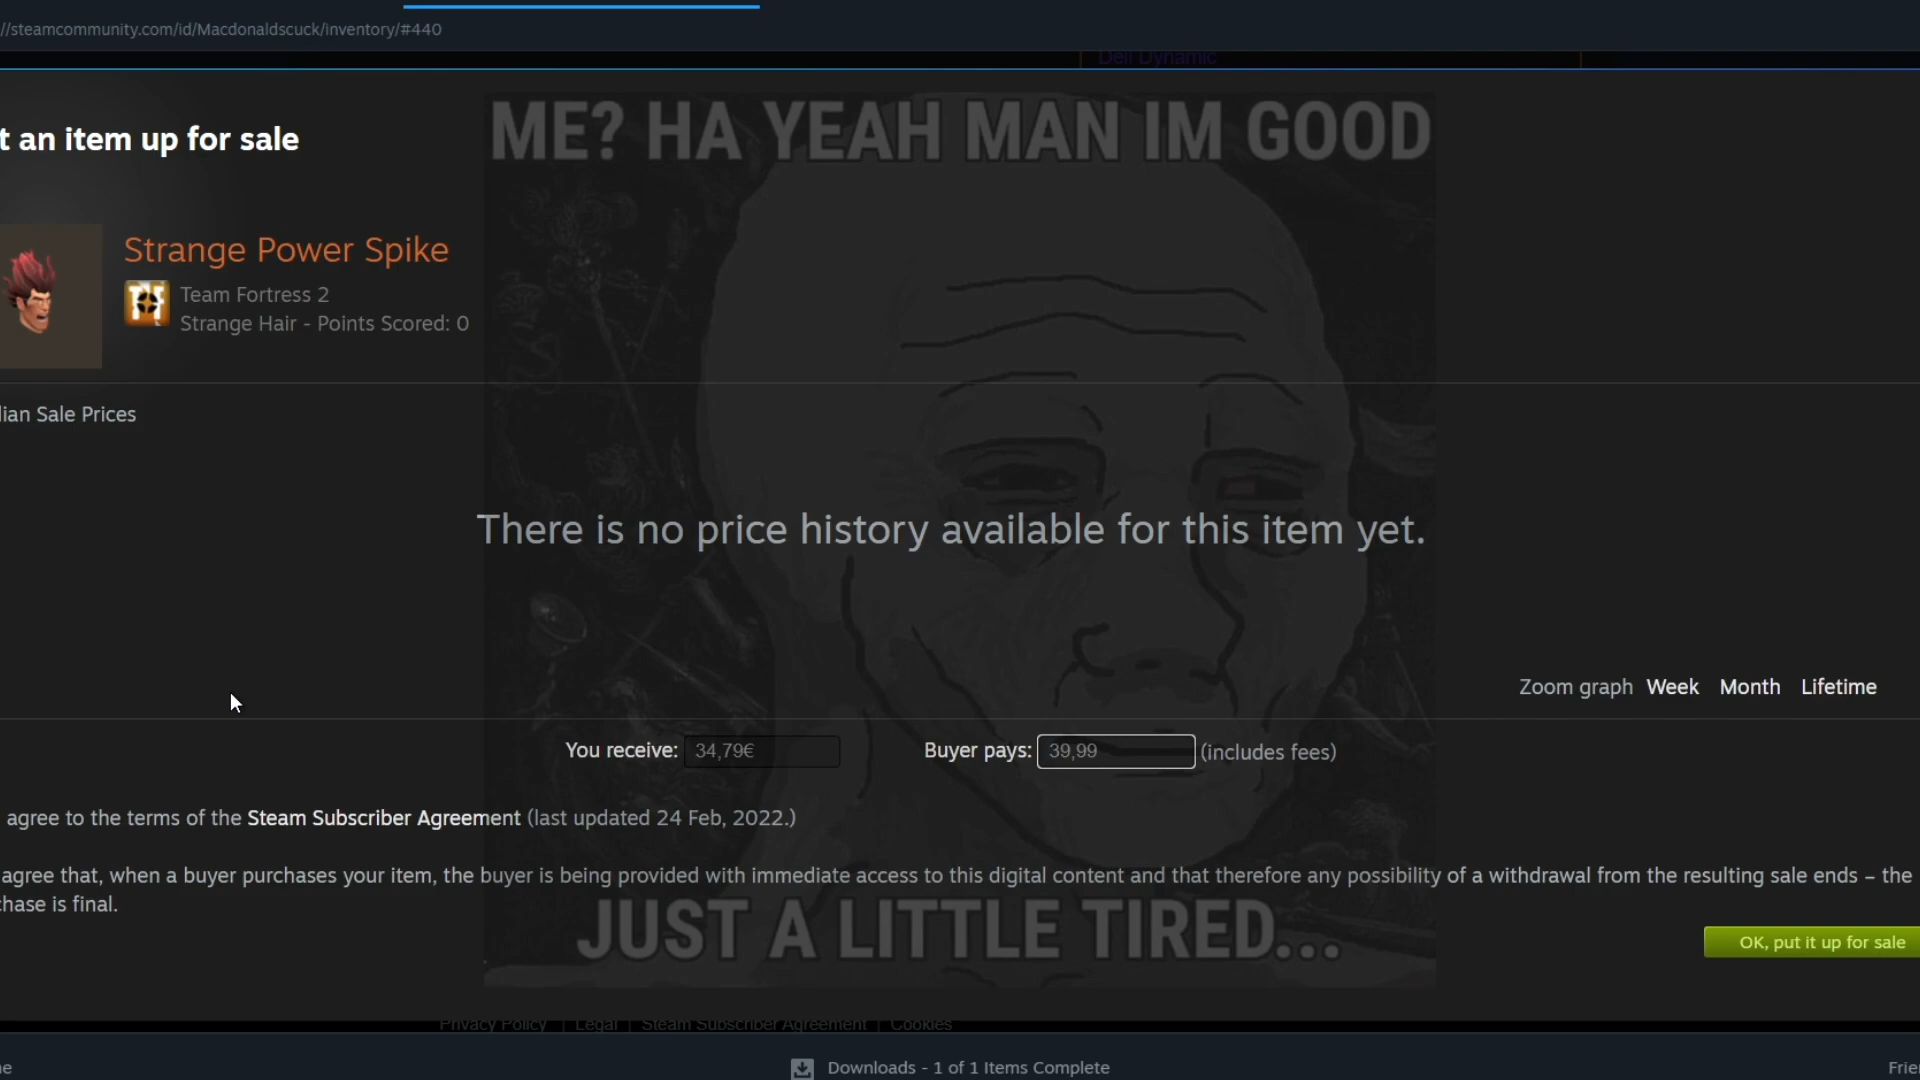 //steamcommunity.com/id/Macdonaldscuck/inventory/#440
Dell Dynamic
t an item up for sale
ME? HA YEAH MAN IM GOOD
Strange Power Spike
Team Fortress 2
Strange Hair - Points Scored: 0
lian Sale Prices
There is no price history available for this item yet.
Zoom graph Week Month Lifetime
You receive: 34,79€ Buyer pays: 39,99 (includes fees)
agree to the terms of the Steam Subscriber Agreement (last updated 24 Feb, 2022.)
agree that, when a buyer purchases your item, the buyer is being provided with immediate access to this digital content and that therefore any possibility of a withdrawal from the resulting sale ends – the
hase is final.
JUST A LITTLE TIRED...
OK, put it up for sale
Privacy Policy | Legal | Steam Subscriber Agreement | Cookies
e Downloads - 1 of 1 Items Complete Frie